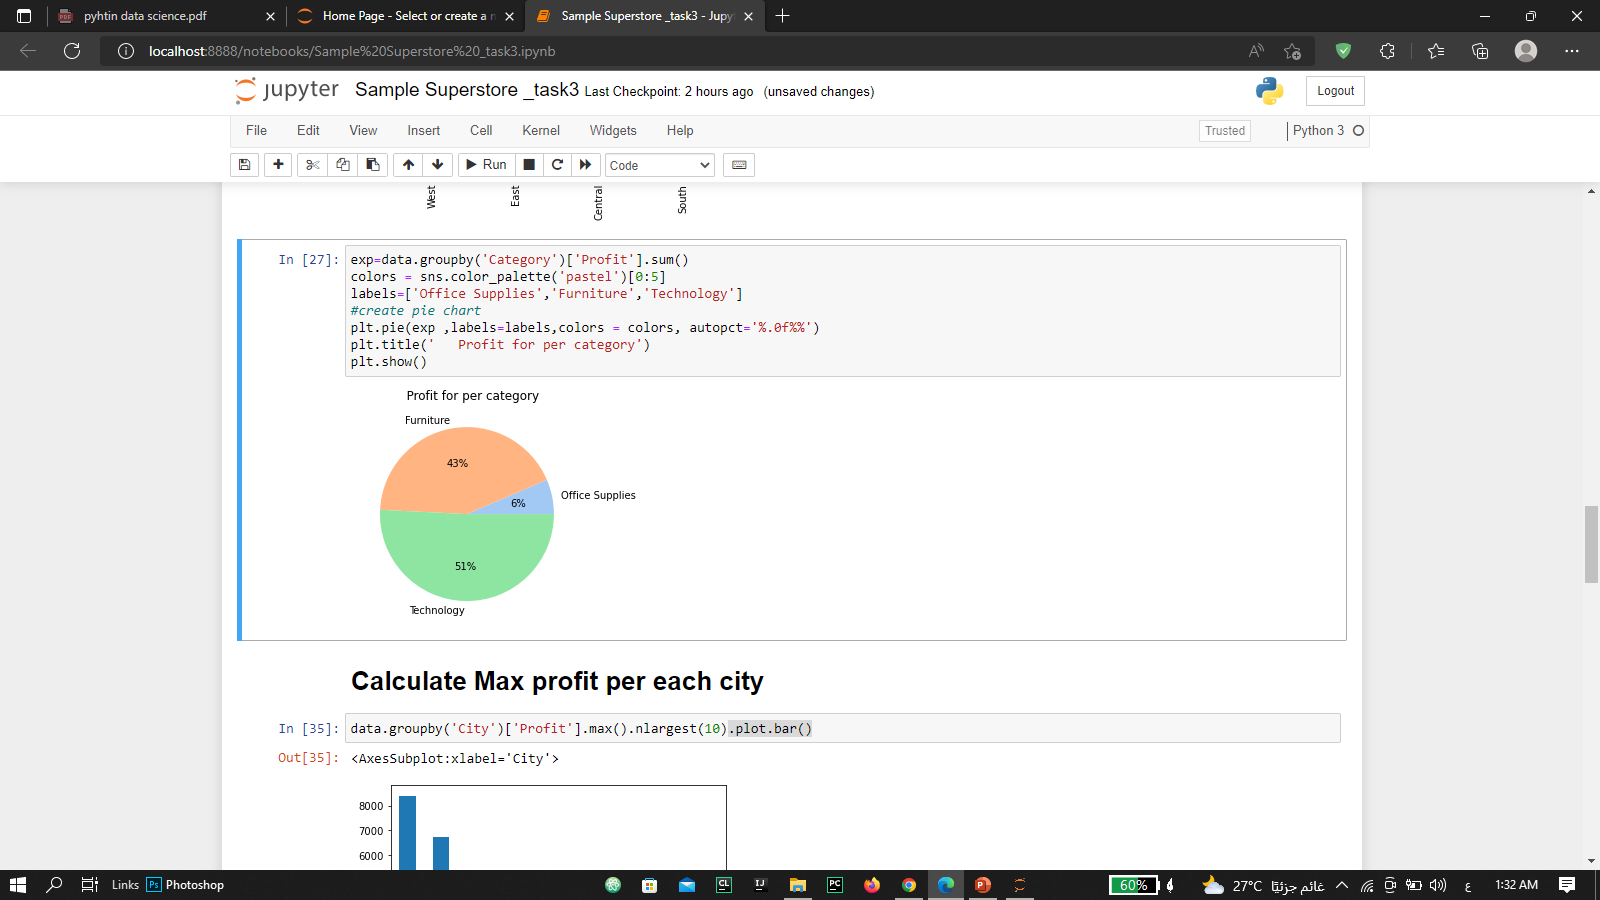 pyhtin data science.pdf
Home Page - Select or create a n
Sample Superstore _task3 - Jupy
localhost:8888/notebooks/Sample%20Superstore%20_task3.ipynb
jupyter Sample Superstore _task3 Last Checkpoint: 2 hours ago (unsaved changes)
Logout
File Edit View Insert Cell Kernel Widgets Help
Trusted Python 3
Run Code
West East Central South
In [27]:
exp=data.groupby('Category')['Profit'].sum()
colors = sns.color_palette('pastel')[0:5]
labels=['Office Supplies','Furniture','Technology']
#create pie chart
plt.pie(exp ,labels=labels,colors = colors, autopct='%.0f%%')
plt.title('   Profit for per category')
plt.show()
Profit for per category
Furniture
43%
Office Supplies
6%
51%
Technology
Calculate Max profit per each city
In [35]: data.groupby('City')['Profit'].max().nlargest(10).plot.bar()
Out[35]: <AxesSubplot:xlabel='City'>
8000
7000
6000
Links Ps Photoshop
CL IJ PC
60%
27°C غائم جزئيًا
ع
1:32 AM